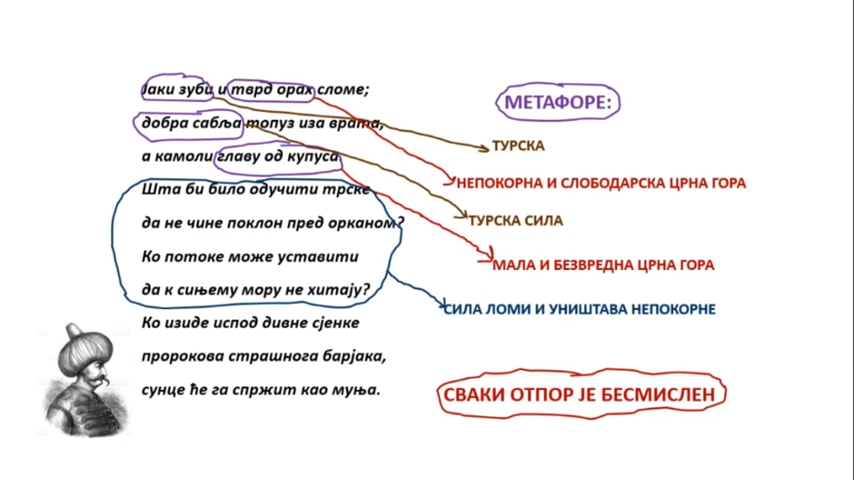 Јаки зуби и тврд орах сломе;
добра сабља топуз иза врата,
а камоли главу од купуса
Шта би било одучити трске
да не чине поклон пред орканом?
Ко потоке може уставити
да к сињему мору не хитају?
Ко изиде испод дивне сјенке
пророкова страшнога барјака,
сунце ће га спржит као муња.
МЕТАФОРЕ:
ТУРСКА
НЕПОКОРНА И СЛОБОДАРСКА ЦРНА ГОРА
ТУРСКА СИЛА
МАЛА И БЕЗВРЕДНА ЦРНА ГОРА
СИЛА ЛОМИ И УНИШТАВА НЕПОКОРНЕ
СВАКИ ОТПОР ЈЕ БЕСМИСЛЕН